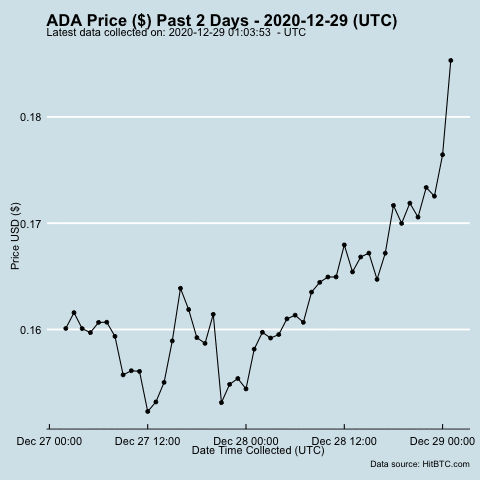 ADA Price ($) Past 2 Days - 2020-12-29 (UTC)
Latest data collected on: 2020-12-29 01:03:53 - UTC
0.18
0.17
0.16
Price USD ($)
Dec 27 00:00 Dec 27 12:00 Dec 28 00:00 Dec 28 12:00 Dec 29 00:00
Date Time Collected (UTC)
Data source: HitBTC.com